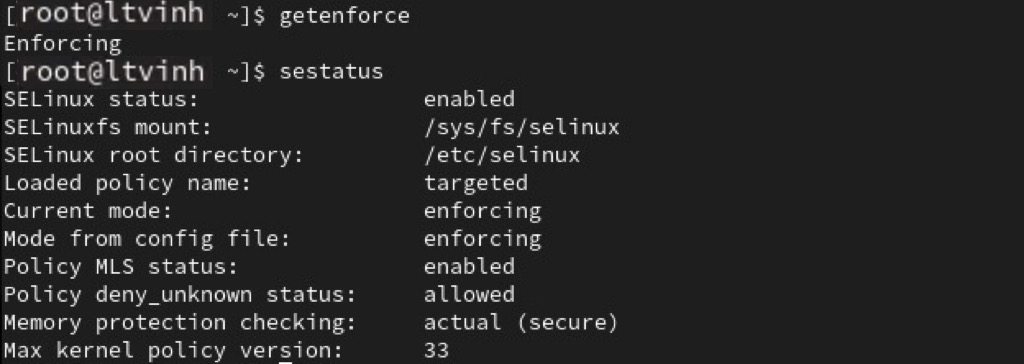 [root@ltvinh ~]$ getenforce
Enforcing
[root@ltvinh ~]$ sestatus
SELinux status:                 enabled
SELinuxfs mount:                /sys/fs/selinux
SELinux root directory:         /etc/selinux
Loaded policy name:             targeted
Current mode:                   enforcing
Mode from config file:          enforcing
Policy MLS status:              enabled
Policy deny_unknown status:     allowed
Memory protection checking:     actual (secure)
Max kernel policy version:      33